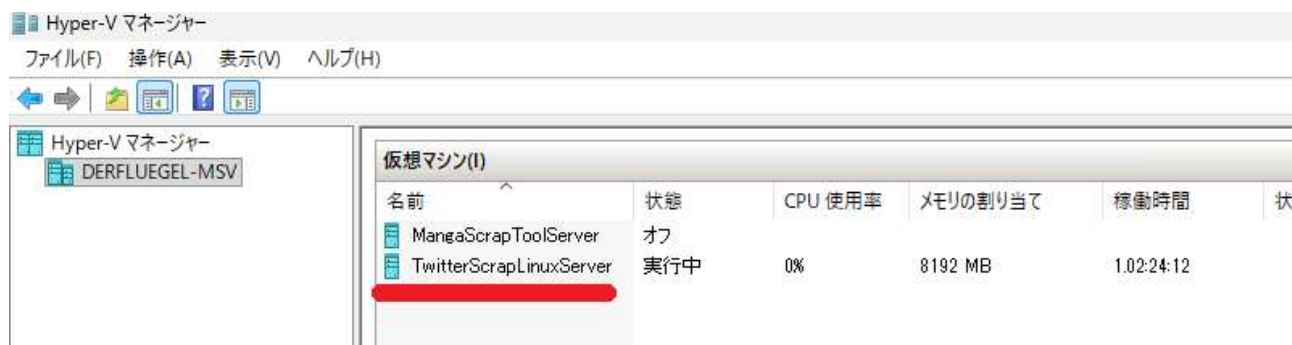 Hyper-V マネージャー
ファイル(F) 操作(A) 表示(V) ヘルプ(H)
Hyper-V マネージャー
DERFLUEGEL-MSV
仮想マシン(I)
名前 状態 CPU 使用率 メモリの割り当て 稼働時間 状
MangaScrapToolServer オフ
TwitterScrapLinuxServer 実行中 0% 8192 MB 1.02:24:12